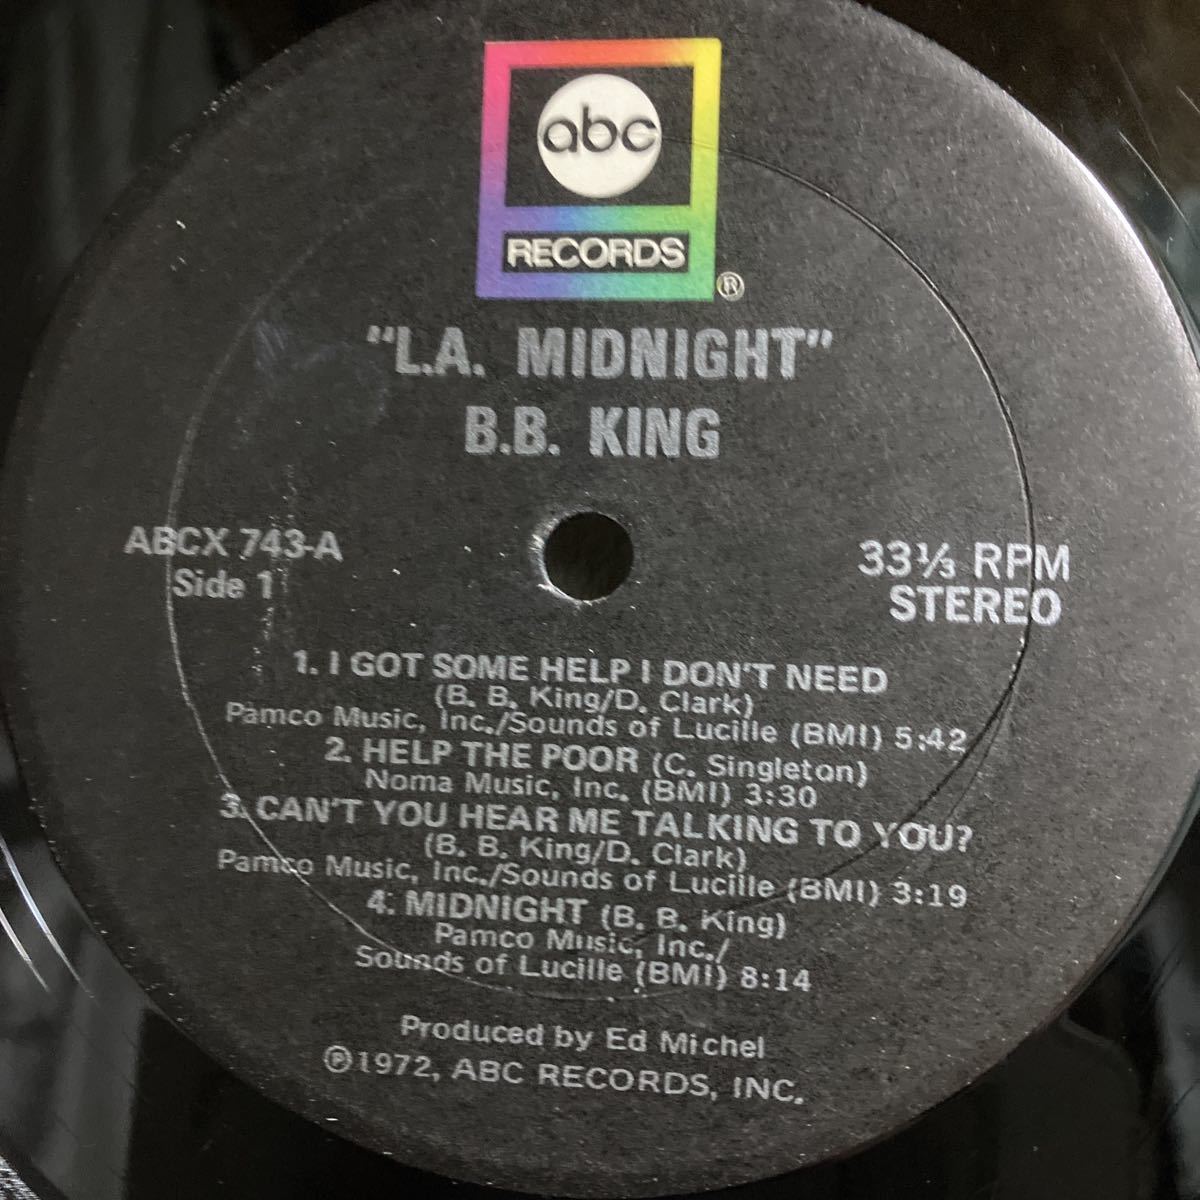 abc
RECORDS
®
"L.A. MIDNIGHT"
B.B. KING
ABCX 743-A
Side 1
33⅓ RPM
STEREO
1. I GOT SOME HELP I DON'T NEED
(B. B. King/D. Clark)
Pamco Music, Inc./Sounds of Lucille (BMI) 5:42
2. HELP THE POOR (C. Singleton)
Noma Music, Inc. (BMI) 3:30
3. CAN'T YOU HEAR ME TALKING TO YOU?
(B. B. King/D. Clark)
Pamco Music, Inc./Sounds of Lucille (BMI) 3:19
4. MIDNIGHT (B. B. King)
Pamco Music, Inc./
Sounds of Lucille (BMI) 8:14
Produced by Ed Michel
℗1972, ABC RECORDS, INC.